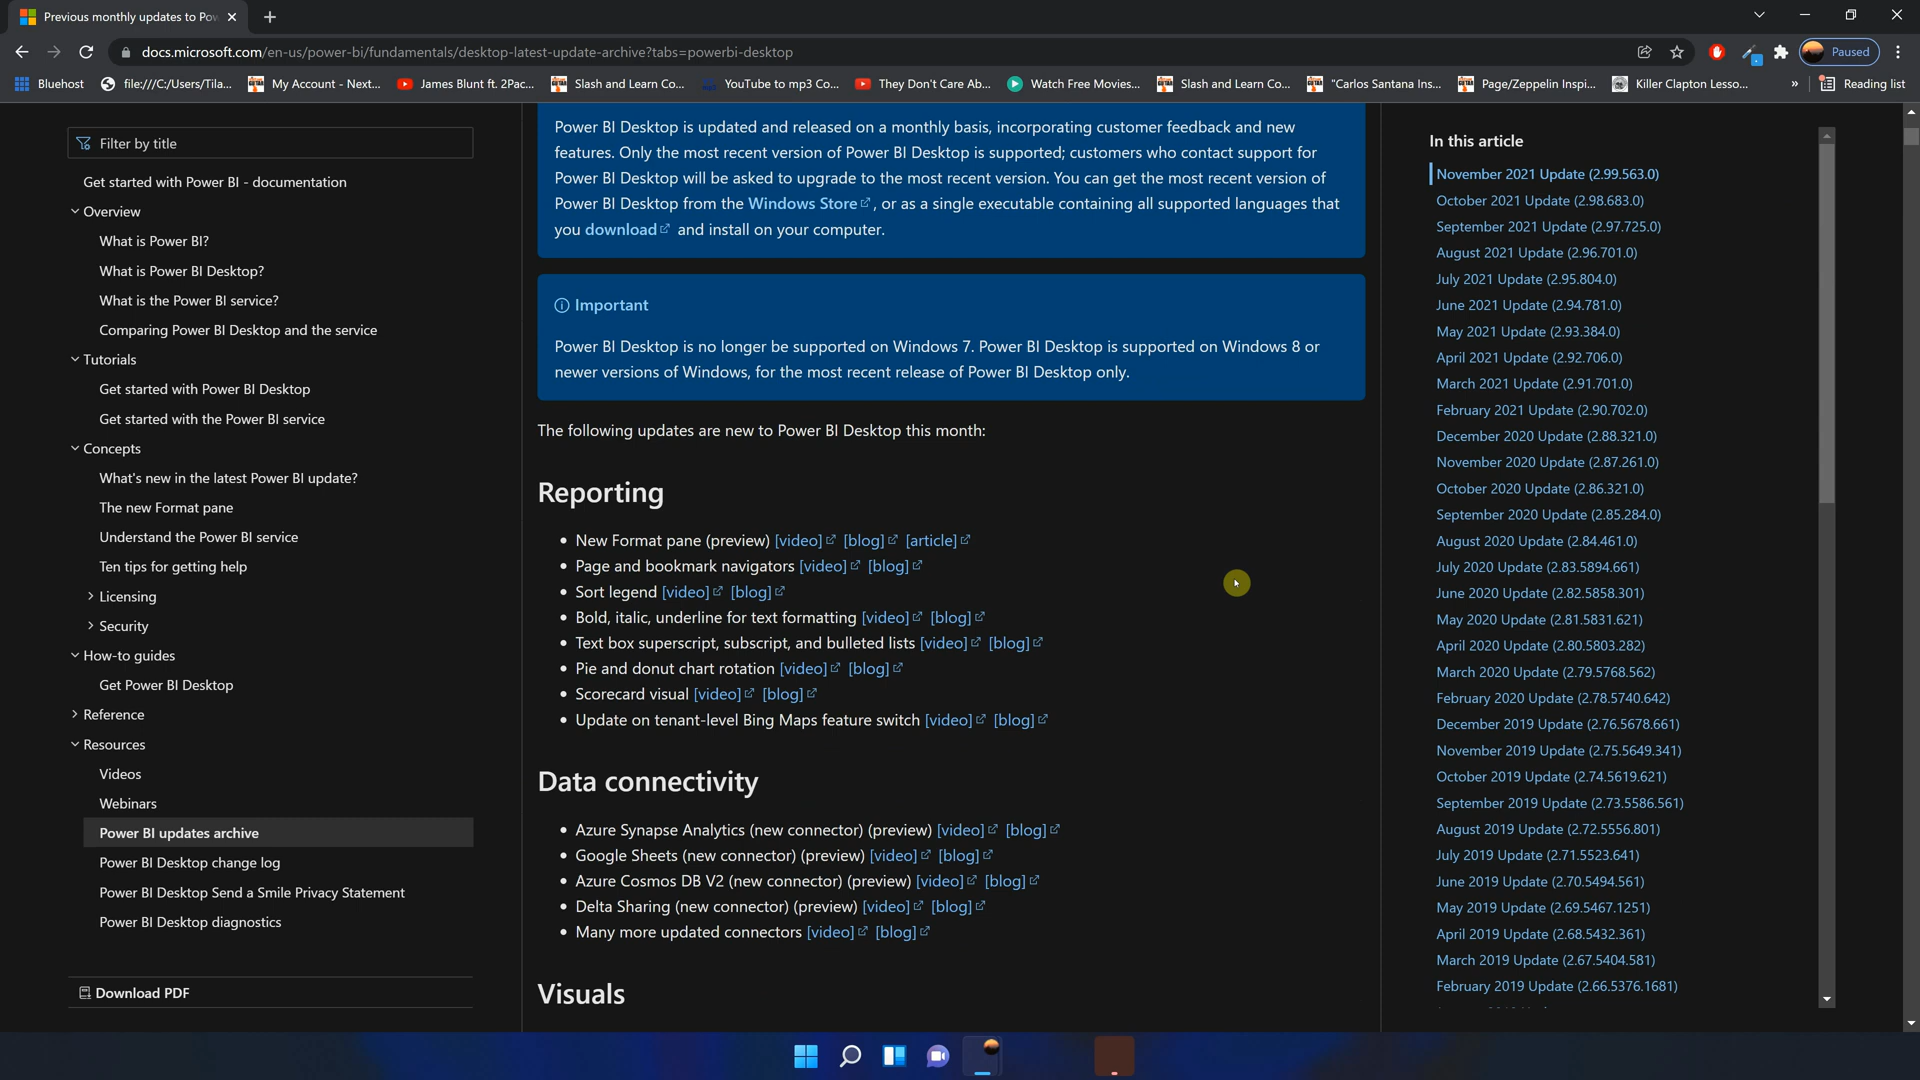 Previous monthly updates to Pow
docs.microsoft.com/en-us/power-bi/fundamentals/desktop-latest-update-archive?tabs=powerbi-desktop
Paused
Bluehost
file:///C:/Users/Tila...
My Account - Next...
James Blunt ft. 2Pac...
Slash and Learn Co...
YouTube to mp3 Co...
They Don't Care Ab...
Watch Free Movies...
Slash and Learn Co...
"Carlos Santana Ins...
Page/Zeppelin Inspi...
Killer Clapton Lesso...
»
Reading list
Filter by title
Get started with Power BI - documentation
Overview
What is Power BI?
What is Power BI Desktop?
What is the Power BI service?
Comparing Power BI Desktop and the service
Tutorials
Get started with Power BI Desktop
Get started with the Power BI service
Concepts
What's new in the latest Power BI update?
The new Format pane
Understand the Power BI service
Ten tips for getting help
Licensing
Security
How-to guides
Get Power BI Desktop
Reference
Resources
Videos
Webinars
Power BI updates archive
Power BI Desktop change log
Power BI Desktop Send a Smile Privacy Statement
Power BI Desktop diagnostics
Download PDF
Power BI Desktop is updated and released on a monthly basis, incorporating customer feedback and new
features. Only the most recent version of Power BI Desktop is supported; customers who contact support for
Power BI Desktop will be asked to upgrade to the most recent version. You can get the most recent version of
Power BI Desktop from the Windows Store, or as a single executable containing all supported languages that
you download and install on your computer.
Important
Power BI Desktop is no longer be supported on Windows 7. Power BI Desktop is supported on Windows 8 or
newer versions of Windows, for the most recent release of Power BI Desktop only.
The following updates are new to Power BI Desktop this month:
Reporting
• New Format pane (preview) [video] [blog] [article]
• Page and bookmark navigators [video] [blog]
• Sort legend [video] [blog]
• Bold, italic, underline for text formatting [video] [blog]
• Text box superscript, subscript, and bulleted lists [video] [blog]
• Pie and donut chart rotation [video] [blog]
• Scorecard visual [video] [blog]
• Update on tenant-level Bing Maps feature switch [video] [blog]
Data connectivity
• Azure Synapse Analytics (new connector) (preview) [video] [blog]
• Google Sheets (new connector) (preview) [video] [blog]
• Azure Cosmos DB V2 (new connector) (preview) [video] [blog]
• Delta Sharing (new connector) (preview) [video] [blog]
• Many more updated connectors [video] [blog]
Visuals
In this article
November 2021 Update (2.99.563.0)
October 2021 Update (2.98.683.0)
September 2021 Update (2.97.725.0)
August 2021 Update (2.96.701.0)
July 2021 Update (2.95.804.0)
June 2021 Update (2.94.781.0)
May 2021 Update (2.93.384.0)
April 2021 Update (2.92.706.0)
March 2021 Update (2.91.701.0)
February 2021 Update (2.90.702.0)
December 2020 Update (2.88.321.0)
November 2020 Update (2.87.261.0)
October 2020 Update (2.86.321.0)
September 2020 Update (2.85.284.0)
August 2020 Update (2.84.461.0)
July 2020 Update (2.83.5894.661)
June 2020 Update (2.82.5858.301)
May 2020 Update (2.81.5831.621)
April 2020 Update (2.80.5803.282)
March 2020 Update (2.79.5768.562)
February 2020 Update (2.78.5740.642)
December 2019 Update (2.76.5678.661)
November 2019 Update (2.75.5649.341)
October 2019 Update (2.74.5619.621)
September 2019 Update (2.73.5586.561)
August 2019 Update (2.72.5556.801)
July 2019 Update (2.71.5523.641)
June 2019 Update (2.70.5494.561)
May 2019 Update (2.69.5467.1251)
April 2019 Update (2.68.5432.361)
March 2019 Update (2.67.5404.581)
February 2019 Update (2.66.5376.1681)